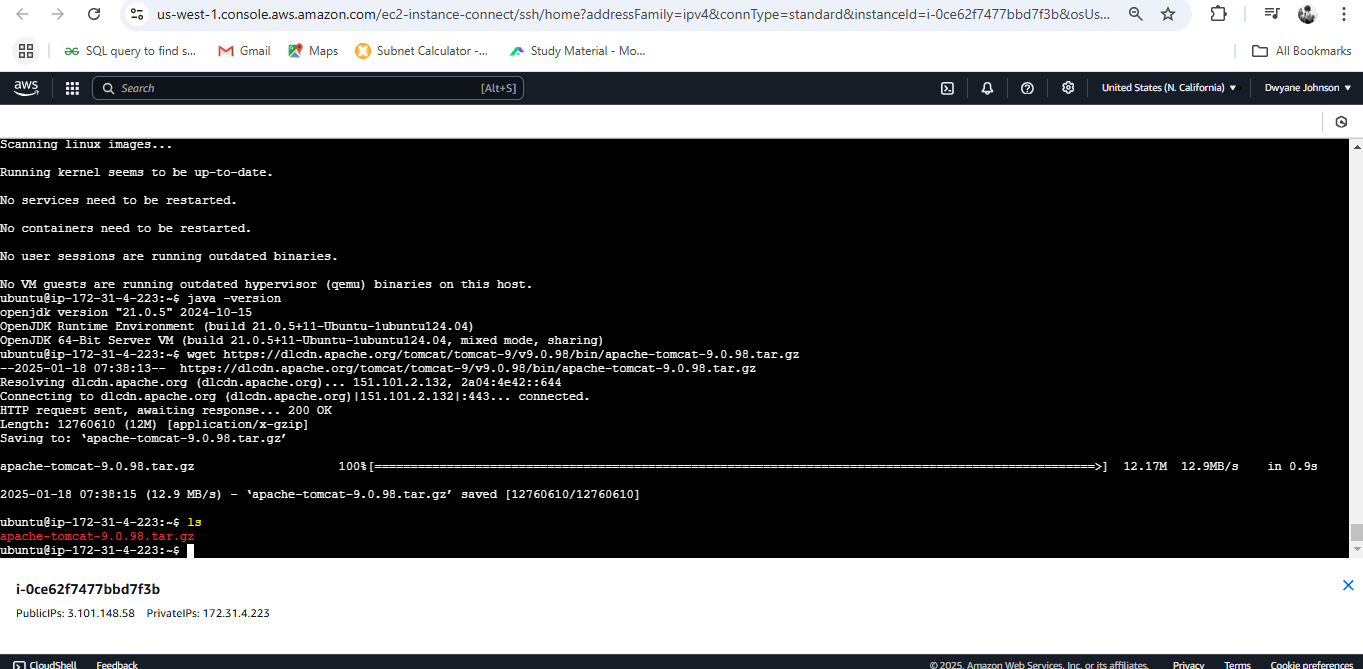 us-west-1.console.aws.amazon.com/ec2-instance-connect/ssh/home?addressFamily=ipv4&connType=standard&instanceId=i-0ce62f7477bbd7f3b&osUs...
SQL query to find s...
Gmail
Maps
Subnet Calculator -...
Study Material - Mo...
All Bookmarks
aws
Search
[Alt+S]
United States (N. California)
Dwyane Johnson
Scanning linux images...
Running kernel seems to be up-to-date.
No services need to be restarted.
No containers need to be restarted.
No user sessions are running outdated binaries.
No VM guests are running outdated hypervisor (qemu) binaries on this host.
ubuntu@ip-172-31-4-223:~$ java -version
openjdk version "21.0.5" 2024-10-15
OpenJDK Runtime Environment (build 21.0.5+11-Ubuntu-1ubuntu124.04)
OpenJDK 64-Bit Server VM (build 21.0.5+11-Ubuntu-1ubuntu124.04, mixed mode, sharing)
ubuntu@ip-172-31-4-223:~$ wget https://dlcdn.apache.org/tomcat/tomcat-9/v9.0.98/bin/apache-tomcat-9.0.98.tar.gz
--2025-01-18 07:38:13--  https://dlcdn.apache.org/tomcat/tomcat-9/v9.0.98/bin/apache-tomcat-9.0.98.tar.gz
Resolving dlcdn.apache.org (dlcdn.apache.org)... 151.101.2.132, 2a04:4e42::644
Connecting to dlcdn.apache.org (dlcdn.apache.org)|151.101.2.132|:443... connected.
HTTP request sent, awaiting response... 200 OK
Length: 12760610 (12M) [application/x-gzip]
Saving to: ‘apache-tomcat-9.0.98.tar.gz’
apache-tomcat-9.0.98.tar.gz 100%[====================================================================================================>] 12.17M 12.9MB/s in 0.9s
2025-01-18 07:38:15 (12.9 MB/s) - ‘apache-tomcat-9.0.98.tar.gz’ saved [12760610/12760610]
ubuntu@ip-172-31-4-223:~$ ls
apache-tomcat-9.0.98.tar.gz
ubuntu@ip-172-31-4-223:~$
i-0ce62f7477bbd7f3b
PublicIPs: 3.101.148.58 PrivateIPs: 172.31.4.223
CloudShell
Feedback
© 2025, Amazon Web Services, Inc. or its affiliates.
Privacy
Terms
Cookie preferences